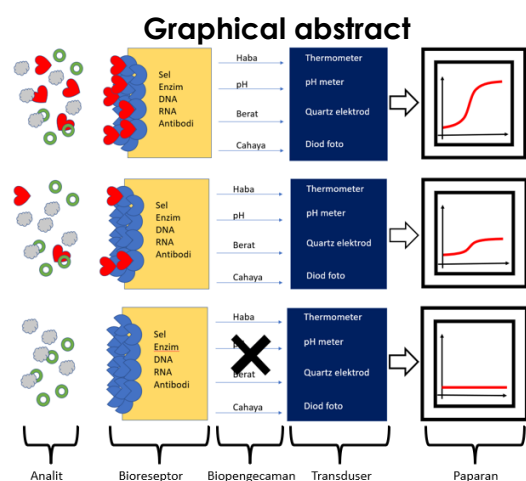 Graphical abstract
Sel
Enzim
DNA
RNA
Antibodi
Haba
pH
Berat
Cahaya
Thermometer
pH meter
Quartz elektrod
Diod foto
Sel
Enzim
DNA
RNA
Antibodi
Haba
pH
Berat
Cahaya
Thermometer
pH meter
Quartz elektrod
Diod foto
Sel
Enzim
DNA
RNA
Antibodi
Haba
Berat
Cahaya
Thermometer
pH meter
Quartz elektrod
Diod foto
Analit
Bioreseptor
Biopengecaman
Transduser
Paparan